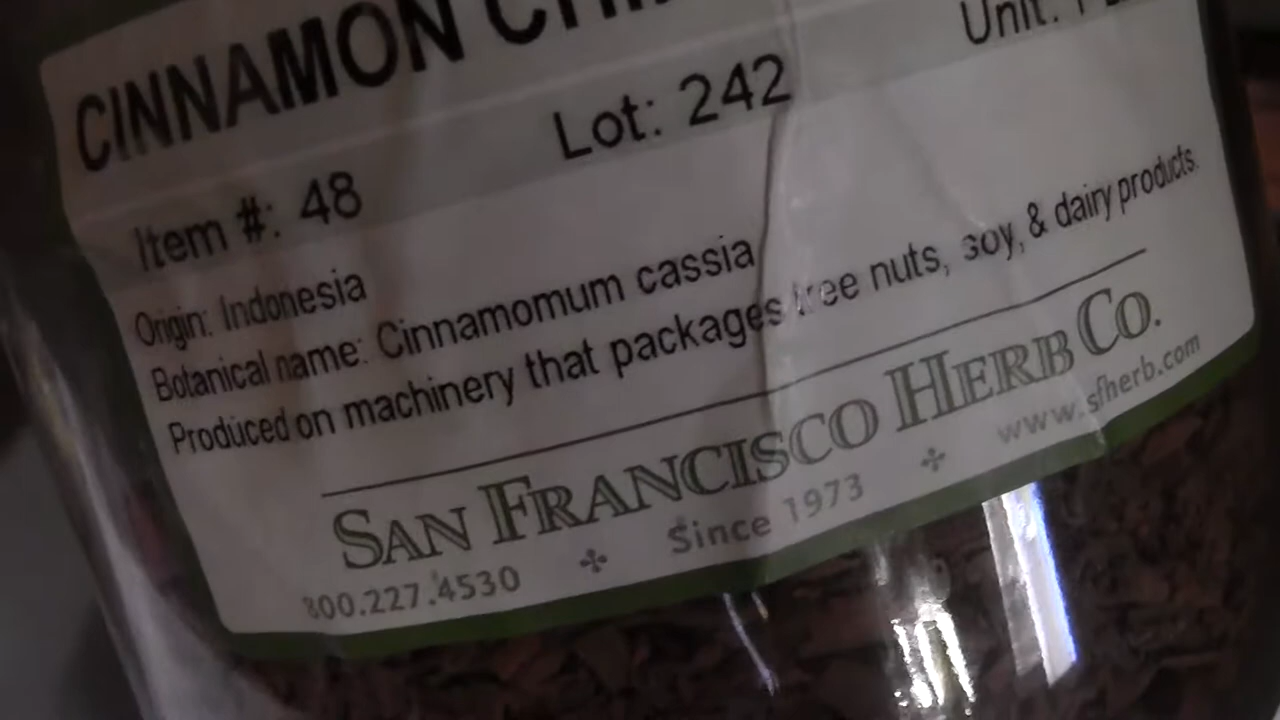 CINNAMON
Unit:
Item #: 48
Lot: 242
Origin: Indonesia
Botanical name: Cinnamomum cassia
Produced on machinery that packages tree nuts, soy, & dairy products.
SAN FRANCISCO HERB CO.
800.227.4530 Since 1973 www.sfherb.com